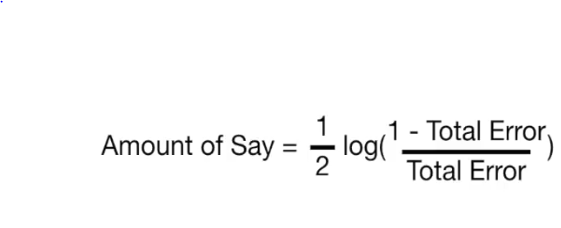 Amount of Say = 1/2 log( 1 - Total Error / Total Error )